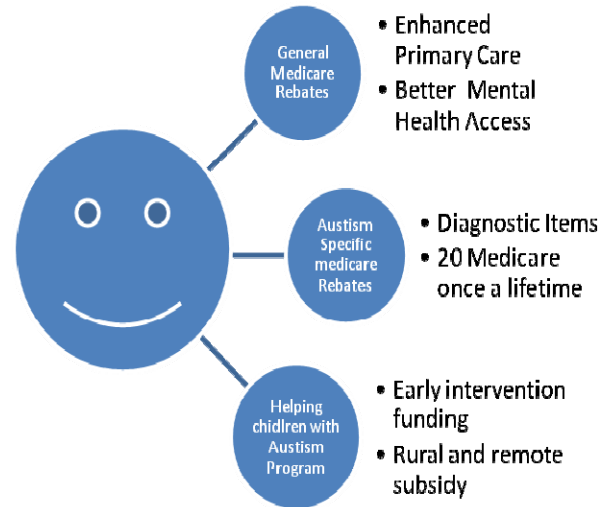 General
Medicare
Rebates
• Enhanced
Primary Care
• Better Mental
Health Access
Austism
Specific
medicare
Rebates
• Diagnostic Items
• 20 Medicare
once a lifetime
Helping
chidlren with
Austism
Program
• Early intervention
funding
• Rural and remote
subsidy